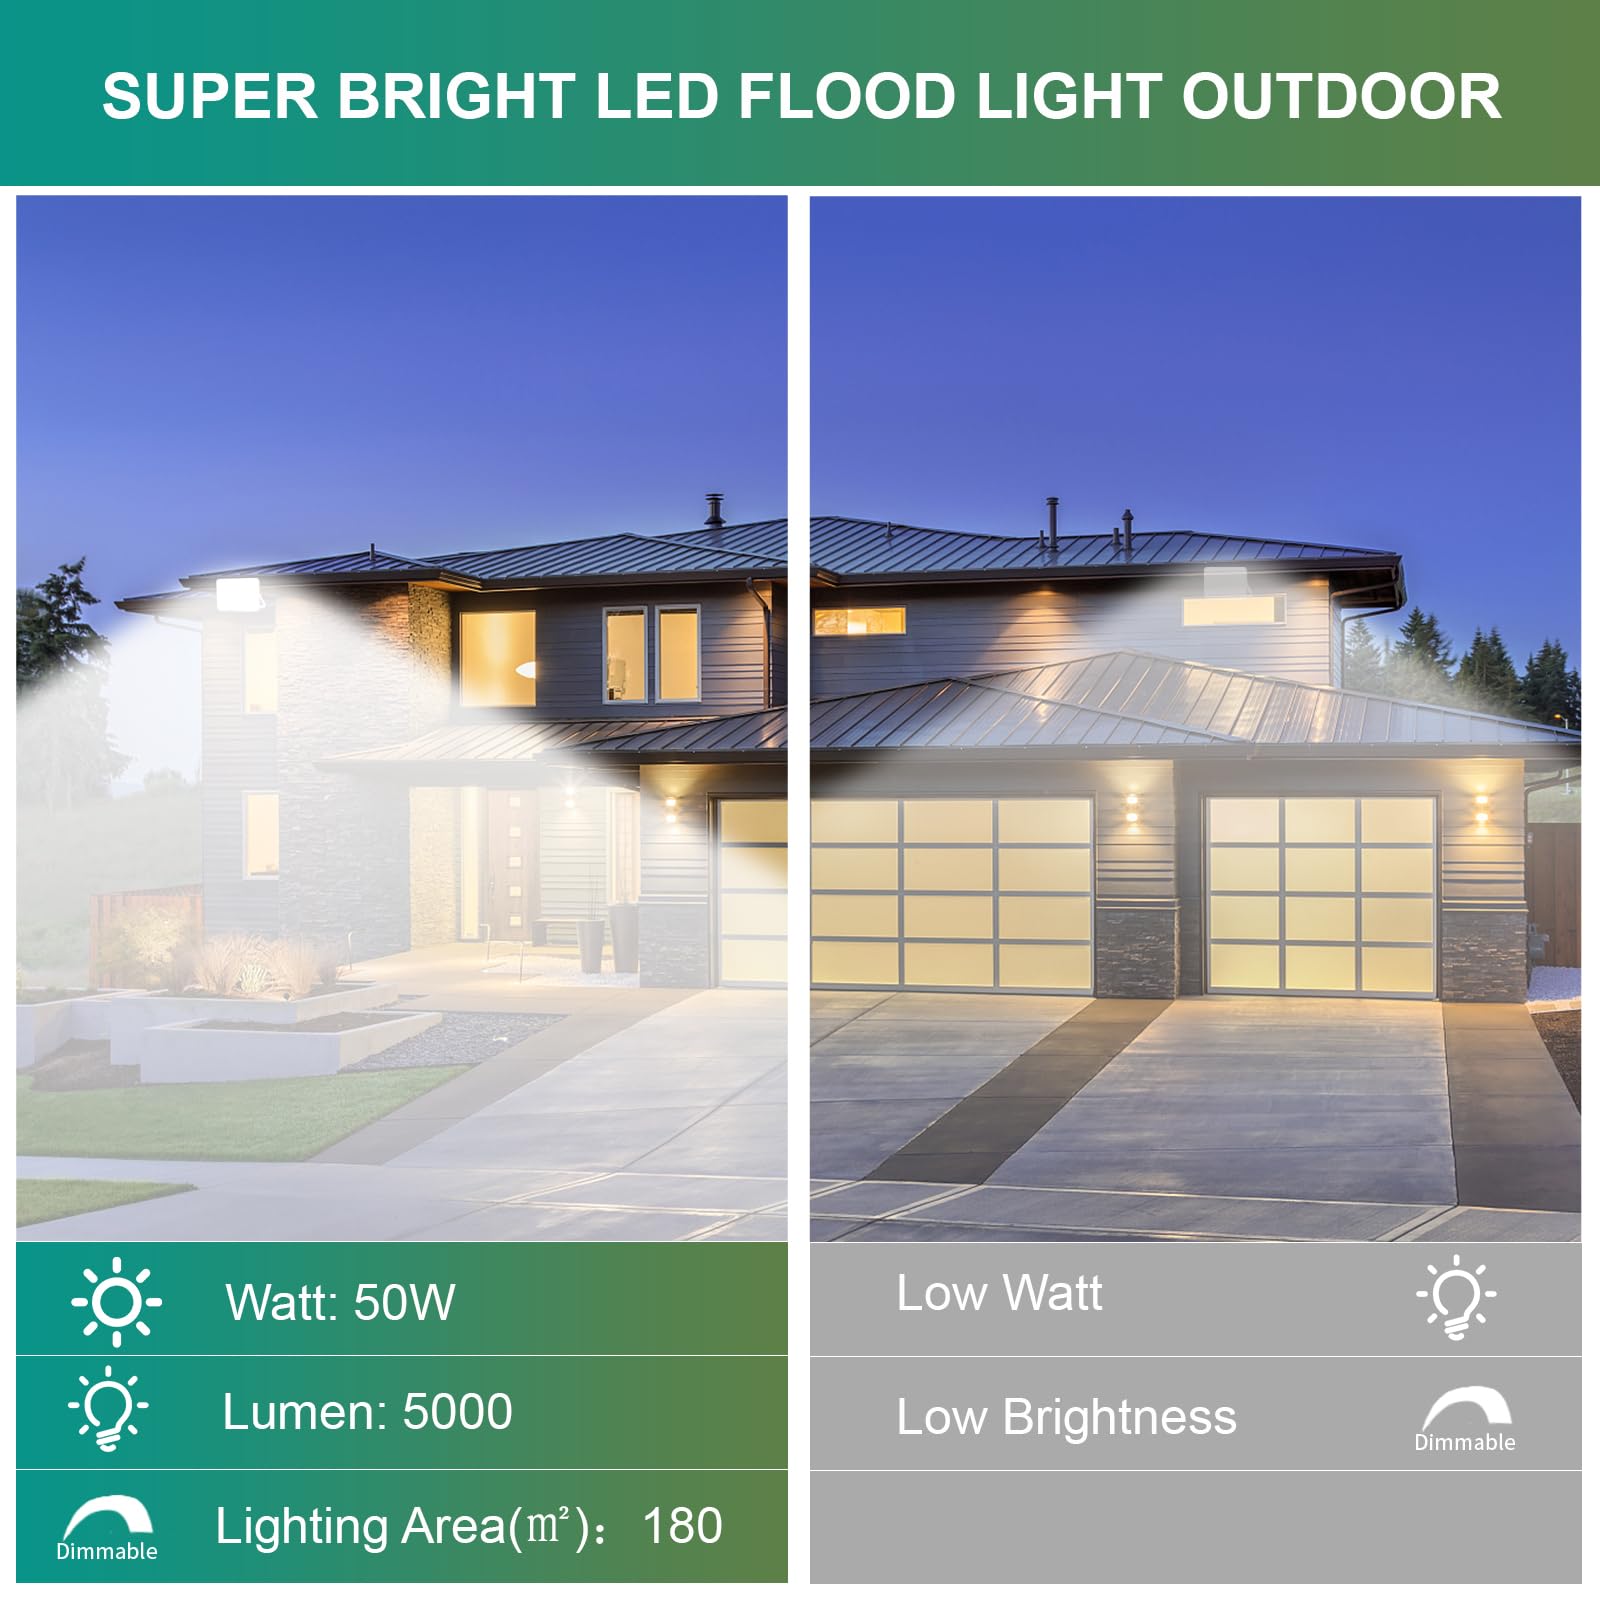 SUPER BRIGHT LED FLOOD LIGHT OUTDOOR
Watt: 50W
Lumen: 5000
Dimmable
Lighting Area(㎡)： 180
Low Watt
Low Brightness
Dimmable